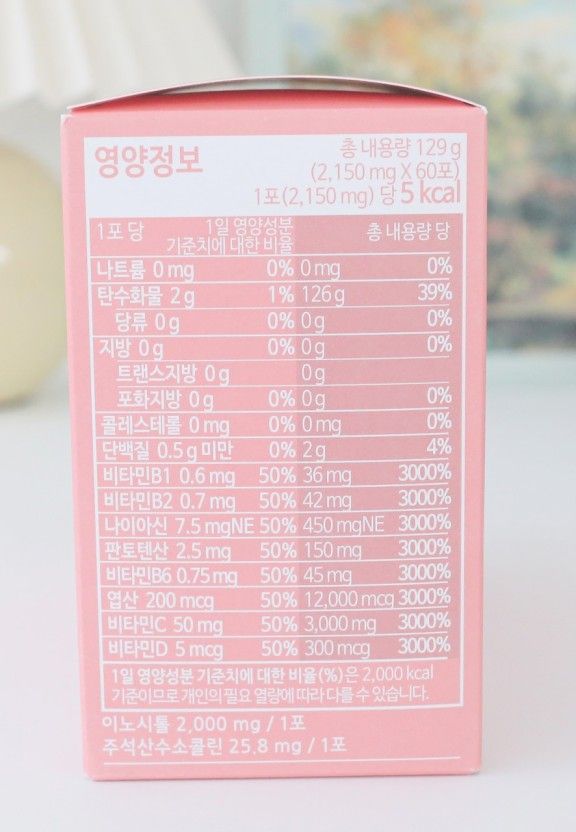 영양정보
총 내용량 129 g
(2,150 mg X 60포)
1포(2,150 mg) 당 5 kcal
1포 당 1일 영양성분 기준치에 대한 비율 총 내용량 당
나트륨 0 mg 0% 0 mg 0%
탄수화물 2 g 1% 126 g 39%
당류 0 g 0% 0 g 0%
지방 0 g 0% 0 g 0%
트랜스지방 0 g 0 g
포화지방 0 g 0% 0 g 0%
콜레스테롤 0 mg 0% 0 mg 0%
단백질 0.5 g 미만 0% 2 g 4%
비타민B1 0.6 mg 50% 36 mg 3000%
비타민B2 0.7 mg 50% 42 mg 3000%
나이아신 7.5 mgNE 50% 450 mgNE 3000%
판토텐산 2.5 mg 50% 150 mg 3000%
비타민B6 0.75 mg 50% 45 mg 3000%
엽산 200 mcg 50% 12,000 mcg 3000%
비타민C 50 mg 50% 3,000 mg 3000%
비타민D 5 mcg 50% 300 mcg 3000%
1일 영양성분 기준치에 대한 비율(%)은 2,000 kcal
기준이므로 개인의 필요 열량에 따라 다를 수 있습니다.
이노시톨 2,000 mg / 1포
주석산수소콜린 25.8 mg / 1포